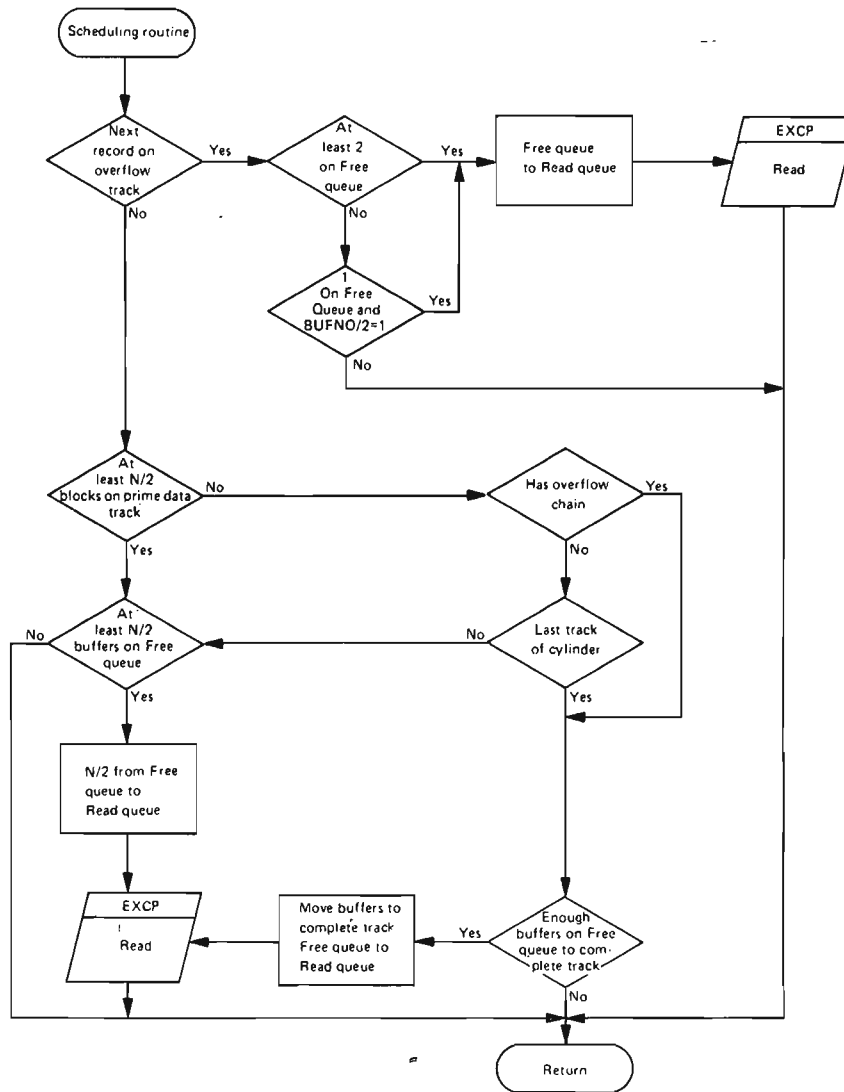 Scheduling routine
Next
record on
overflow
track
Yes
At
least 2
on Free
queue
Yes
Free queue
to Read queue
EXCP
Read
No
No
1
On Free
Queue and
BUFNO/2=1
Yes
No
At
least N/2
blocks on prime data
track
No
Has overflow
chain
Yes
Yes
No
At
least N/2
buffers on Free
queue
No
No
Last track
of cylinder
Yes
Yes
N/2 from Free
queue to
Read queue
EXCP
Read
Move buffers to
complete track
Free queue to
Read queue
Yes
Enough
buffers on Free
queue to com-
plete track
No
Return